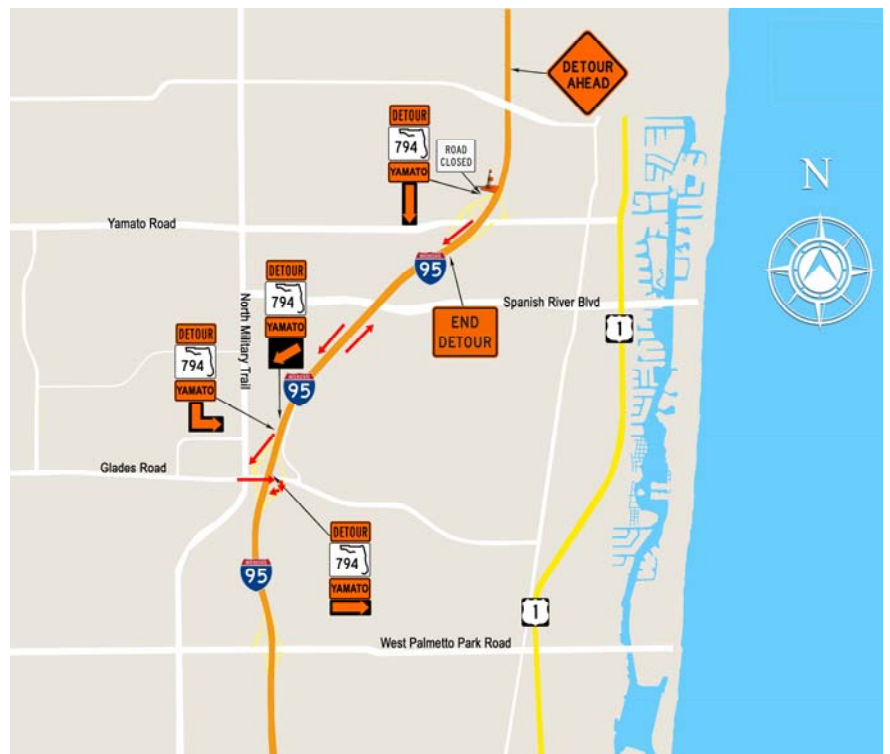 DETOUR
AHEAD
DETOUR
794
YAMATO
ROAD
CLOSED
N
Yamato Road
95
DETOUR
794
YAMATO
North Military Trail
Spanish River Blvd
END
DETOUR
1
DETOUR
794
YAMATO
INTERSTATE
95
Glades Road
DETOUR
794
YAMATO
95
1
West Palmetto Park Road